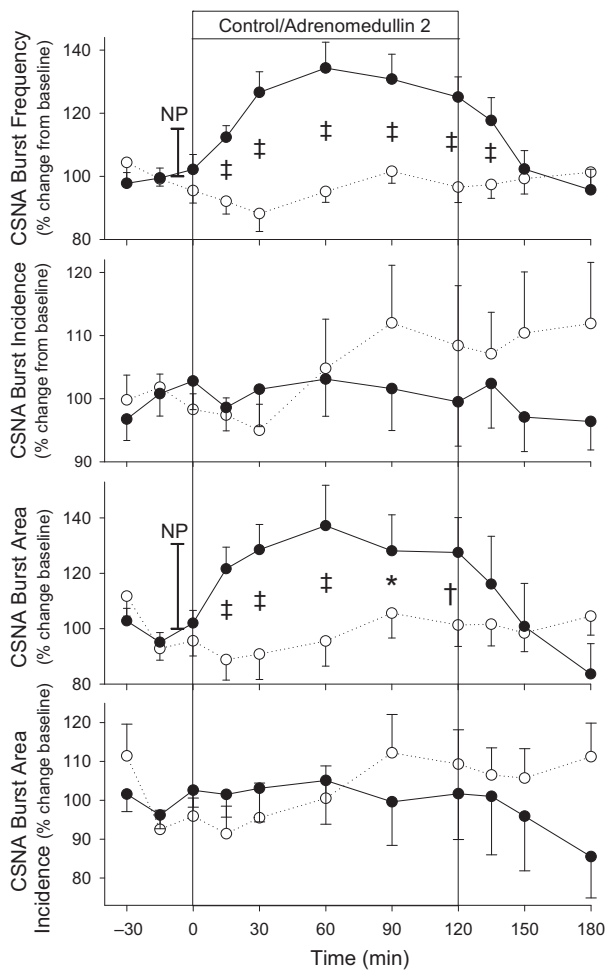 Control/Adrenomedullin 2
CSNA Burst Frequency
(% change from baseline)
140
120
100
80
NP
‡ ‡ ‡ ‡ ‡ ‡
CSNA Burst Incidence
(% change from baseline)
120
110
100
90
CSNA Burst Area
(% change baseline)
140
120
100
80
NP
‡ ‡ ‡ * †
CSNA Burst Area
Incidence (% change baseline)
120
110
100
90
80
–30 0 30 60 90 120 150 180
Time (min)